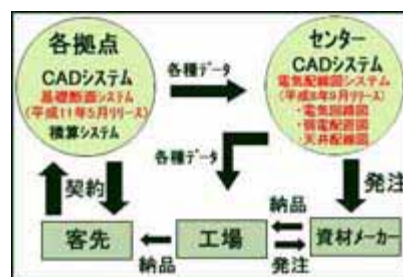 各拠点
CADシステム
基礎断面システム
(平成11年5月リリース)
積算システム
各種データ
センター
CADシステム
電気配線図システム
(平成8年9月リリース)
・電気回線図
・弱電配置図
・天井配線図
各種データ
契約
発注
客先
納品
工場
納品
発注
資材メーカー